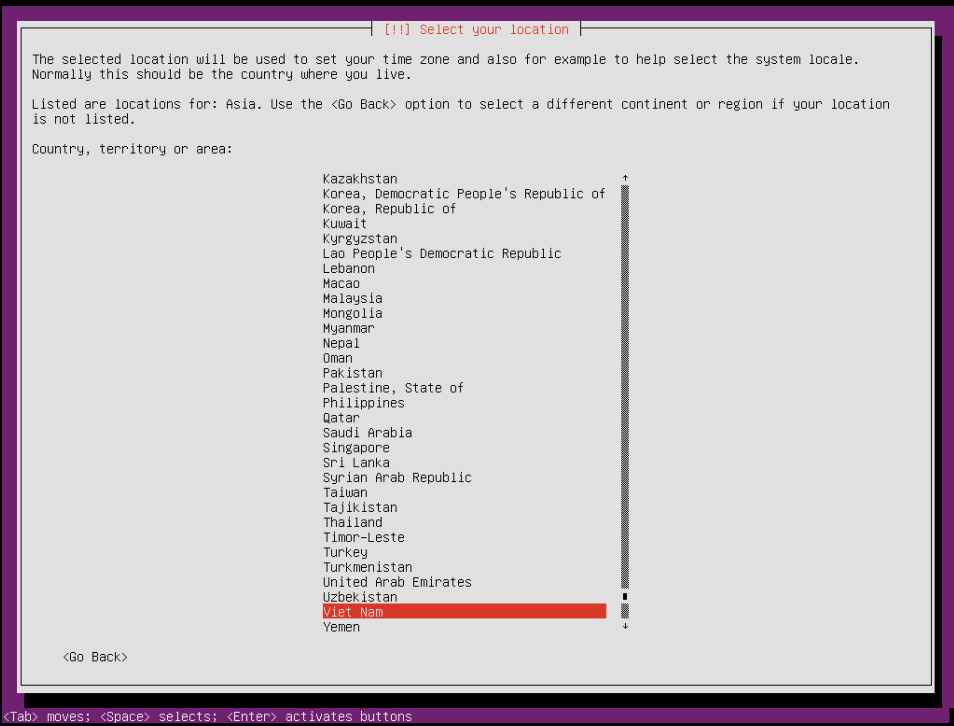 [!!] Select your location
The selected location will be used to set your time zone and also for example to help select the system locale.
Normally this should be the country where you live.
Listed are locations for: Asia. Use the <Go Back> option to select a different continent or region if your location
is not listed.
Country, territory or area:
Kazakhstan
Korea, Democratic People's Republic of
Korea, Republic of
Kuwait
Kyrgyzstan
Lao People's Democratic Republic
Lebanon
Macao
Malaysia
Mongolia
Myanmar
Nepal
Oman
Pakistan
Palestine, State of
Philippines
Qatar
Saudi Arabia
Singapore
Sri Lanka
Syrian Arab Republic
Taiwan
Tajikistan
Thailand
Timor-Leste
Turkey
Turkmenistan
United Arab Emirates
Uzbekistan
Viet Nam
Yemen
<Go Back>
<Tab> moves; <Space> selects; <Enter> activates buttons